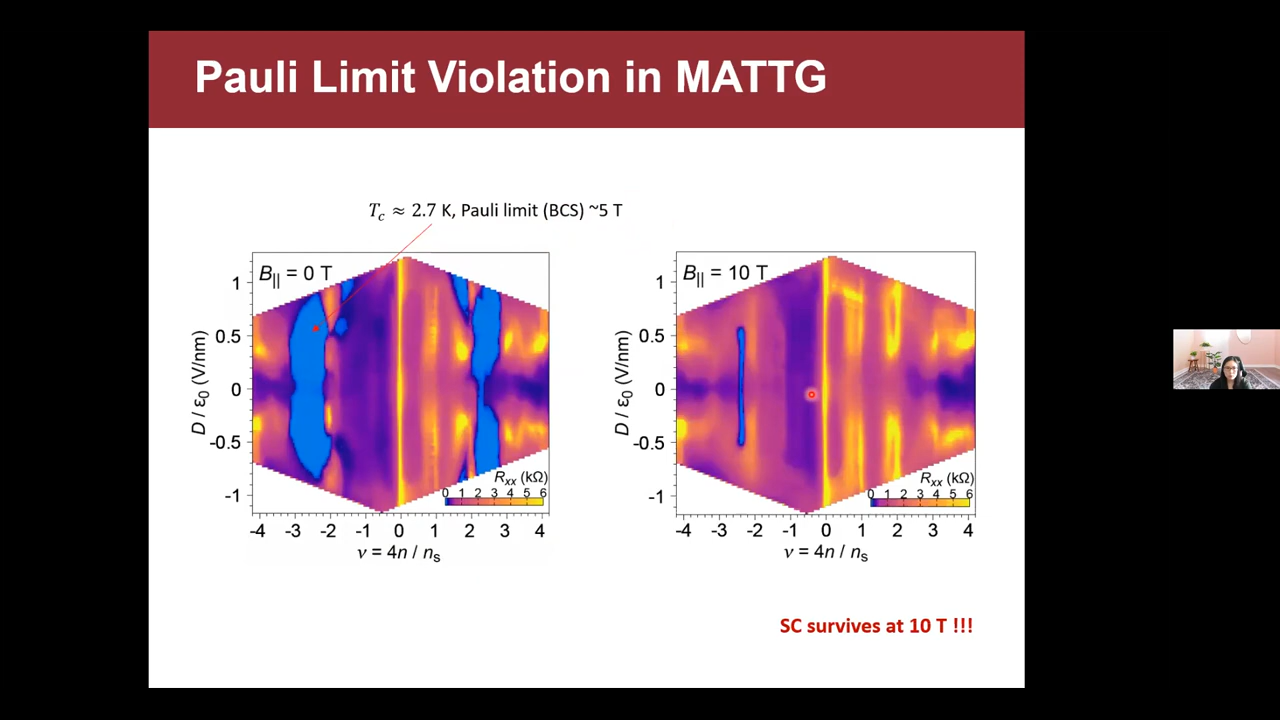 Pauli Limit Violation in MATTG
T_c ≈ 2.7 K, Pauli limit (BCS) ~5 T
B_|| = 0 T
D / ε₀ (V/nm)
1
0.5
0
-0.5
-1
R_xx (kΩ)
0 1 2 3 4 5 6
-4 -3 -2 -1 0 1 2 3 4
ν = 4n / n_s
B_|| = 10 T
D / ε₀ (V/nm)
1
0.5
0
-0.5
-1
R_xx (kΩ)
0 1 2 3 4 5 6
-4 -3 -2 -1 0 1 2 3 4
ν = 4n / n_s
SC survives at 10 T !!!